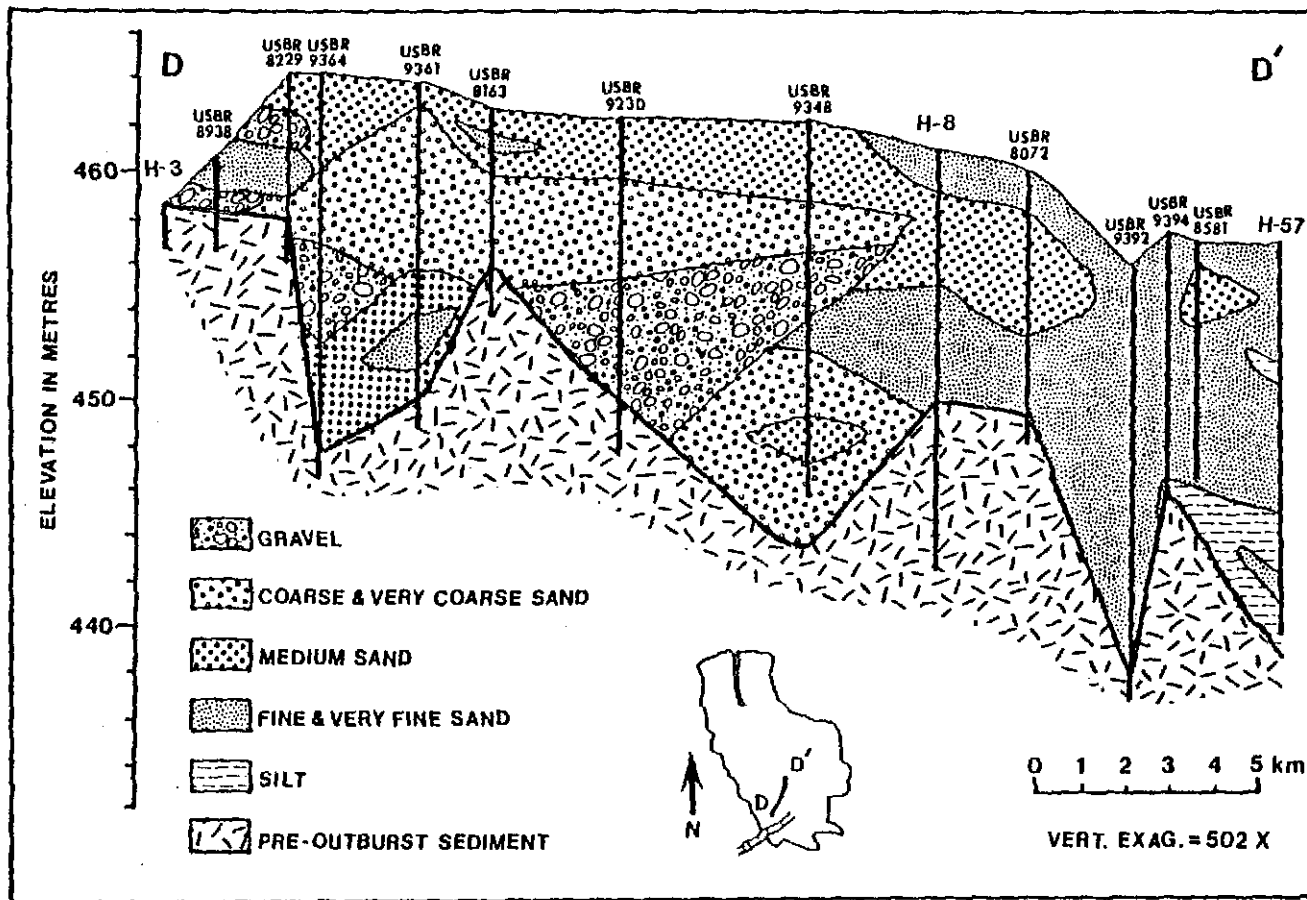 D
D'
USBR
8229
USBR
9364
USBR
9361
USBR
8163
USBR
9230
USBR
9348
H-8
USBR
8072
USBR
9392
USBR
9394
USBR
8581
H-57
USBR
8938
H-3
460
450
440
ELEVATION IN METRES
GRAVEL
COARSE & VERY COARSE SAND
MEDIUM SAND
FINE & VERY FINE SAND
SILT
PRE-OUTBURST SEDIMENT
N
D
D'
0 1 2 3 4 5 km
VERT. EXAG. = 502 X